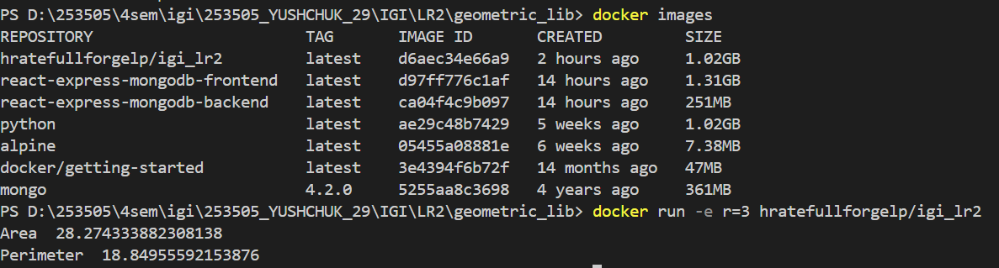 PS D:\253505\4sem\igi\253505_YUSHCHUK_29\IGI\LR2\geometric_lib> docker images
REPOSITORY TAG IMAGE ID CREATED SIZE
hratefullforgelp/igi_lr2 latest d6aec34e66a9 2 hours ago 1.02GB
react-express-mongodb-frontend latest d97ff776c1af 14 hours ago 1.31GB
react-express-mongodb-backend latest ca04f4c9b097 14 hours ago 251MB
python latest ae29c48b7429 5 weeks ago 1.02GB
alpine latest 05455a08881e 6 weeks ago 7.38MB
docker/getting-started latest 3e4394f6b72f 14 months ago 47MB
mongo 4.2.0 5255aa8c3698 4 years ago 361MB
PS D:\253505\4sem\igi\253505_YUSHCHUK_29\IGI\LR2\geometric_lib> docker run -e r=3 hratefullforgelp/igi_lr2
Area 28.274333882308138
Perimeter 18.84955592153876